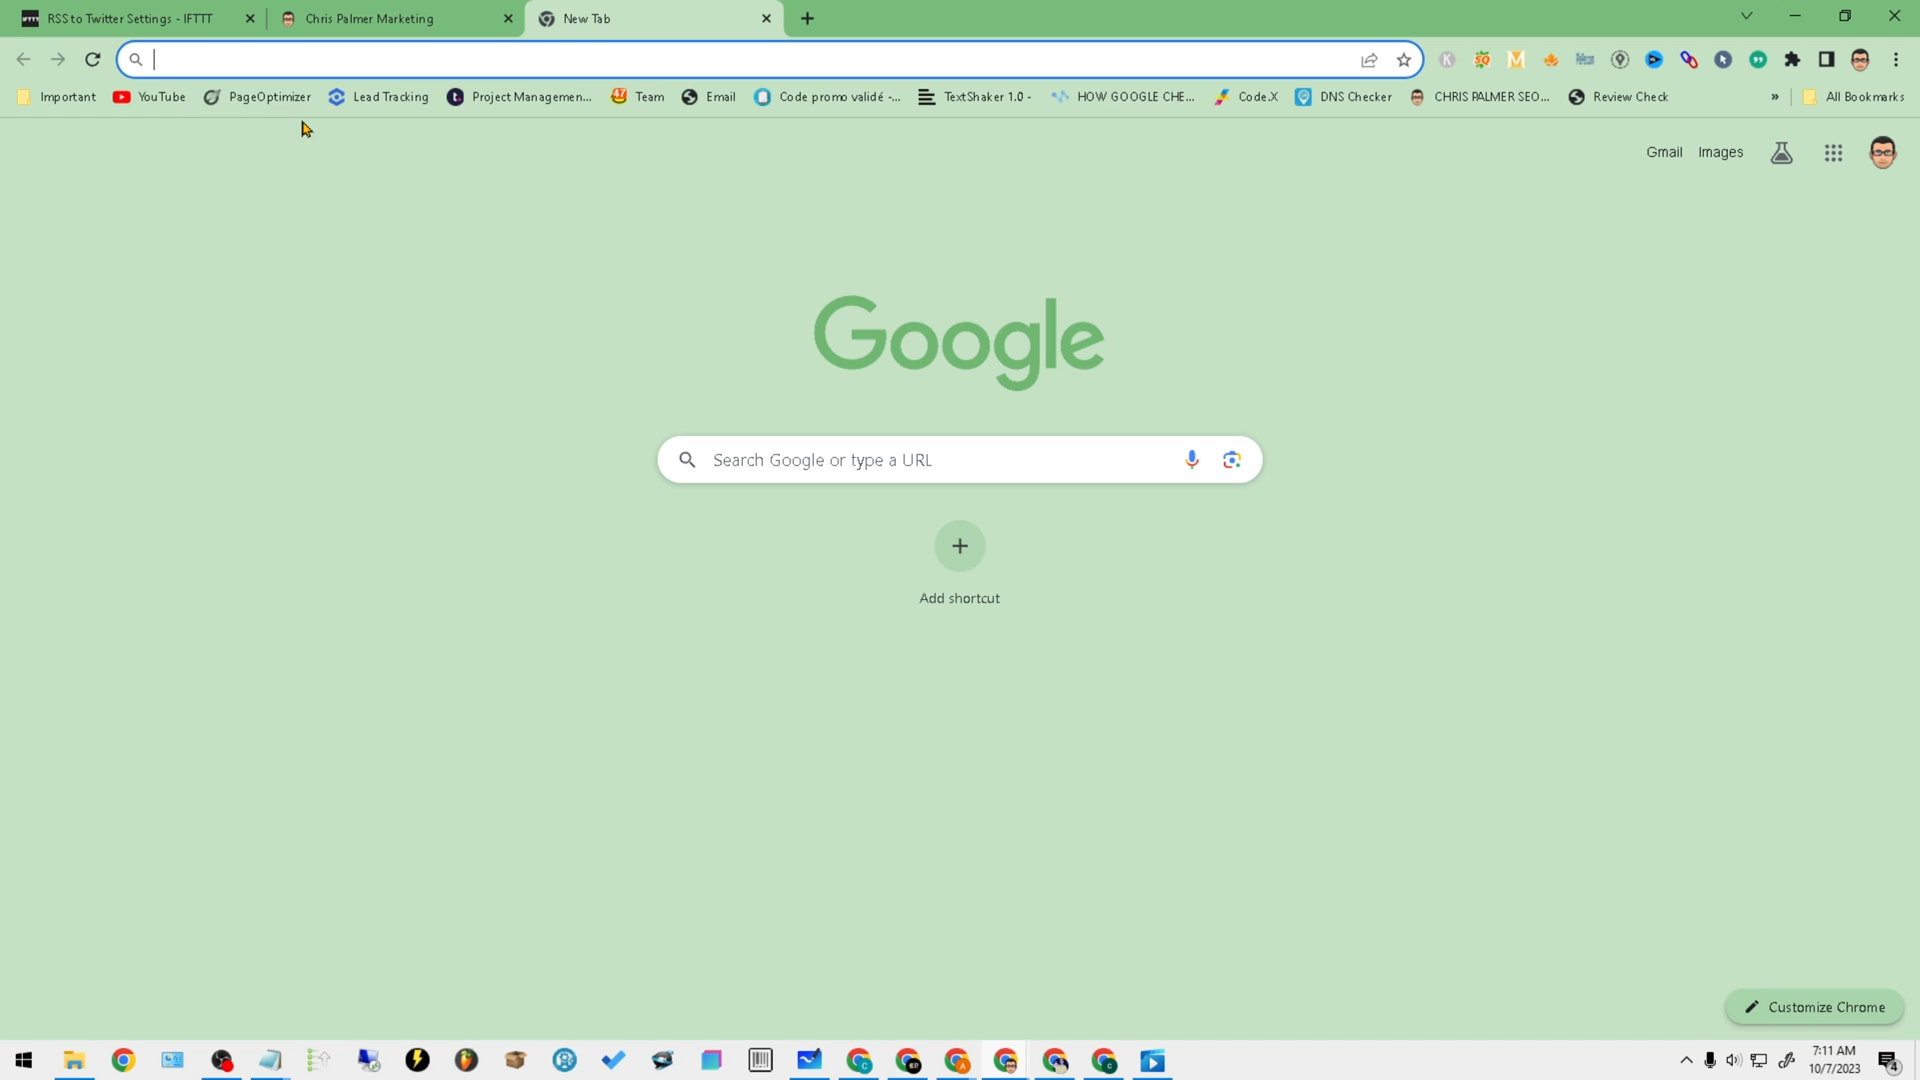 RSS to Twitter Settings - IFTTT
Chris Palmer Marketing
New Tab
Important
YouTube
PageOptimizer
Lead Tracking
Project Managemen...
Team
Email
Code promo validé -...
TextShaker 1.0 -
HOW GOOGLE CHE...
Code.X
DNS Checker
CHRIS PALMER SEO...
Review Check
»
All Bookmarks
Gmail
Images
Google
Search Google or type a URL
Add shortcut
Customize Chrome
7:11 AM
10/7/2023
4